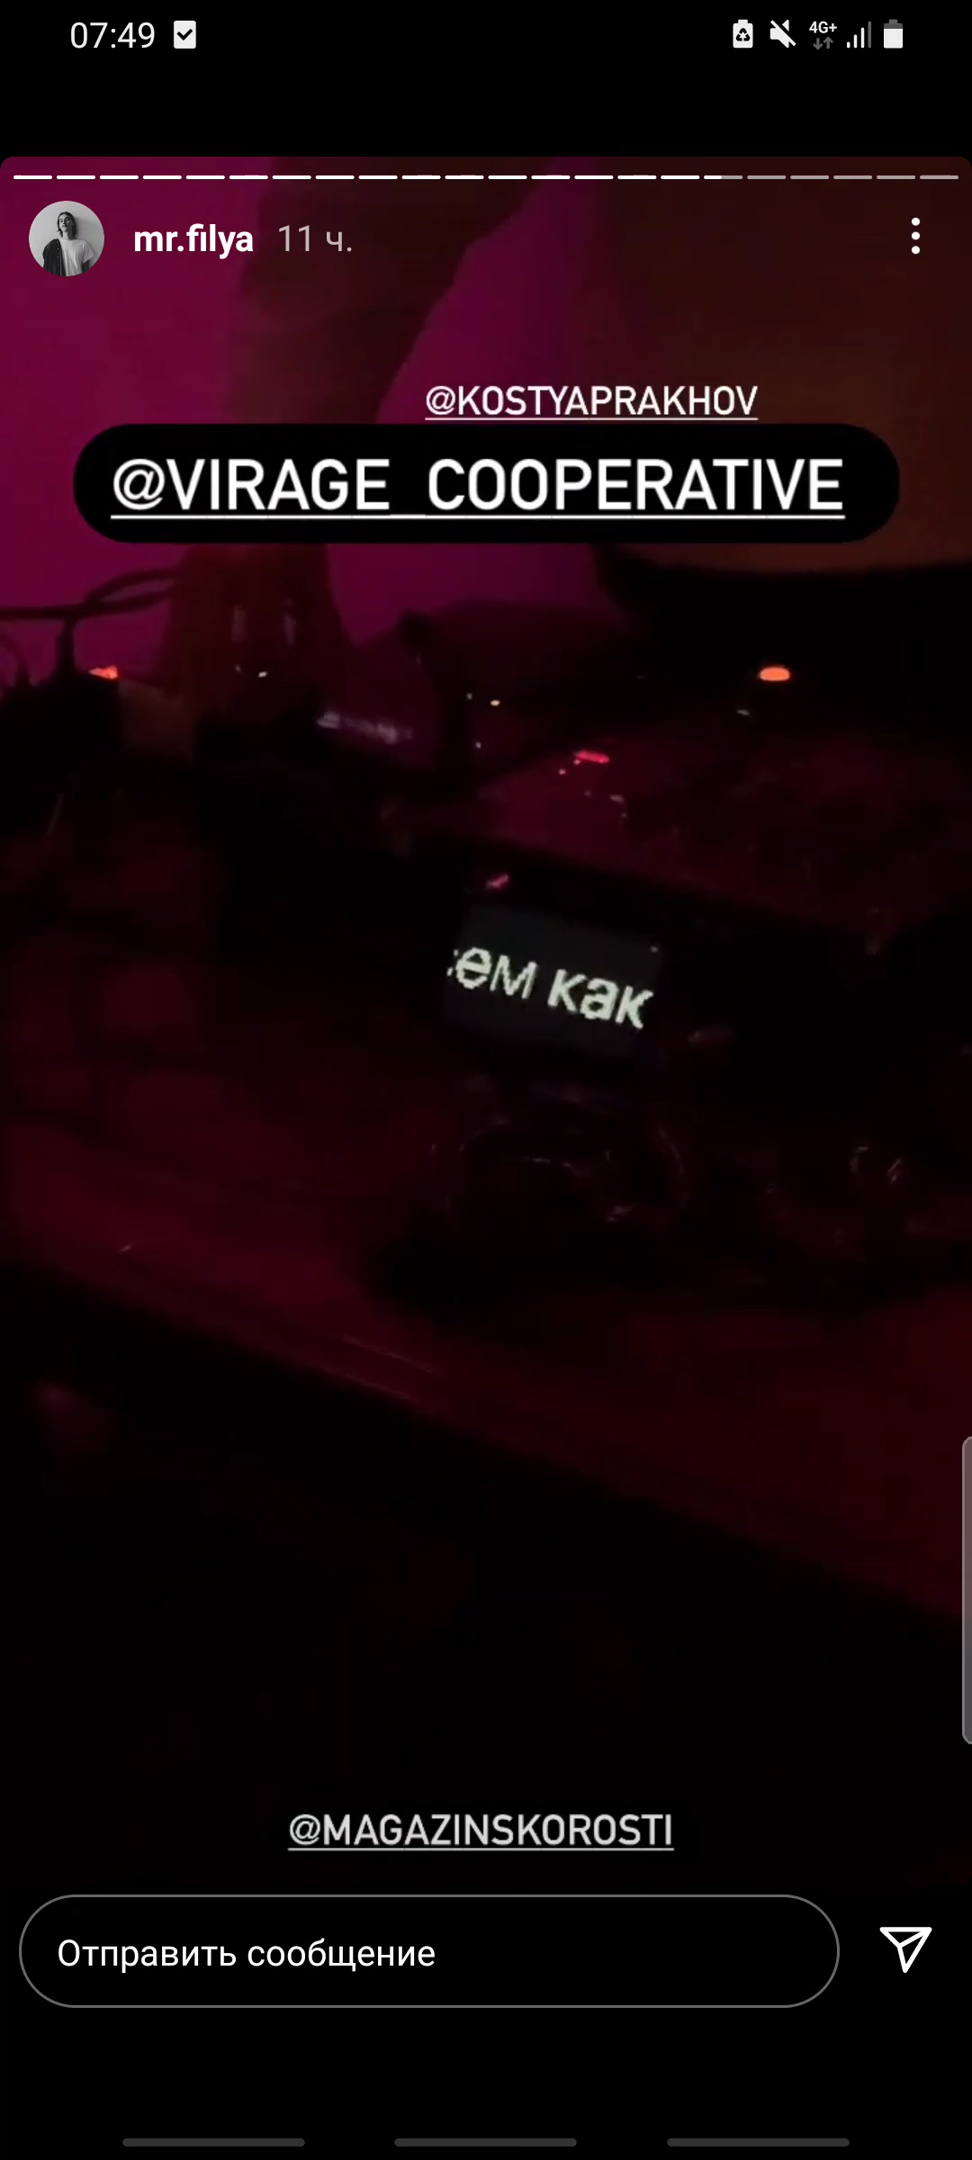 07:49
4G+
mr.filya 11 ч.
@KOSTYAPRAKHOV
@VIRAGE_COOPERATIVE
ем как
@MAGAZINSKOROSTI
Отправить сообщение